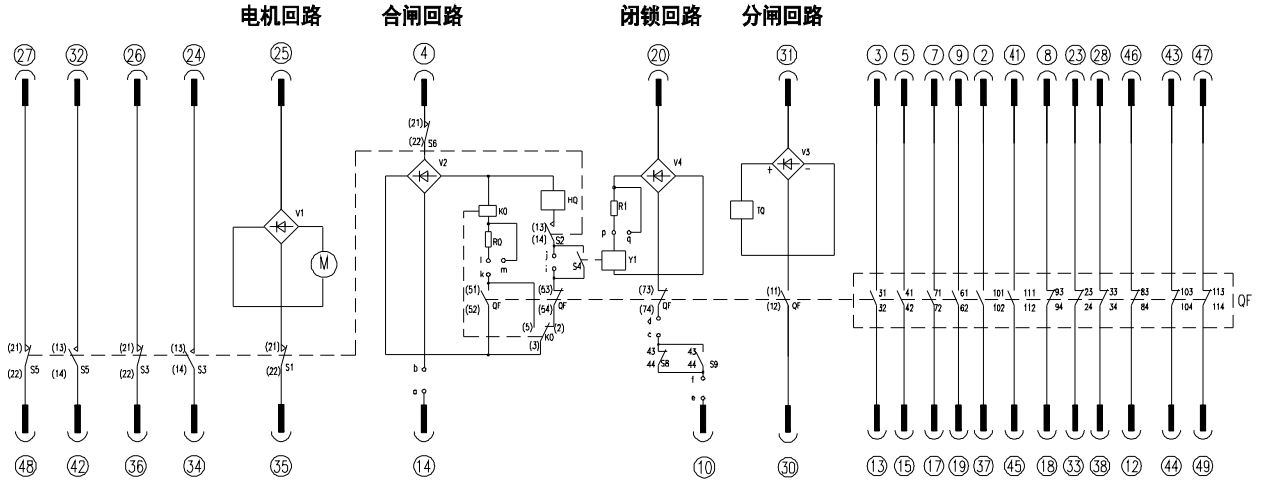 电机回路 合闸回路 闭锁回路 分闸回路
27 32 26 24 25 4 20 31 3 5 7 9 2 41 8 23 28 46 43 47
(21)
(22) S6
V2 V4 V3
+ -
HQ
KQ R1 TQ
V1 (13)
(14) S2
RQ p q
M l m j S4 Y1
k i
(51) (53) (73) (11) 31 41 71 61 101 111 93 23 33 83 103 113
(52) QF (54) QF (74) QF (12) QF 32 42 72 62 102 112 94 24 34 84 104 114 QF
d
(5) (2)
c
(3) KQ
(21) (13) (21) (13) (21) 43 43
(22) S5 (14) S5 (22) S3 (14) S3 (22) S1 b 44 S8 44 S9
f
a e
48 42 36 34 35 14 10 30 13 15 17 19 37 45 18 33 38 12 44 49